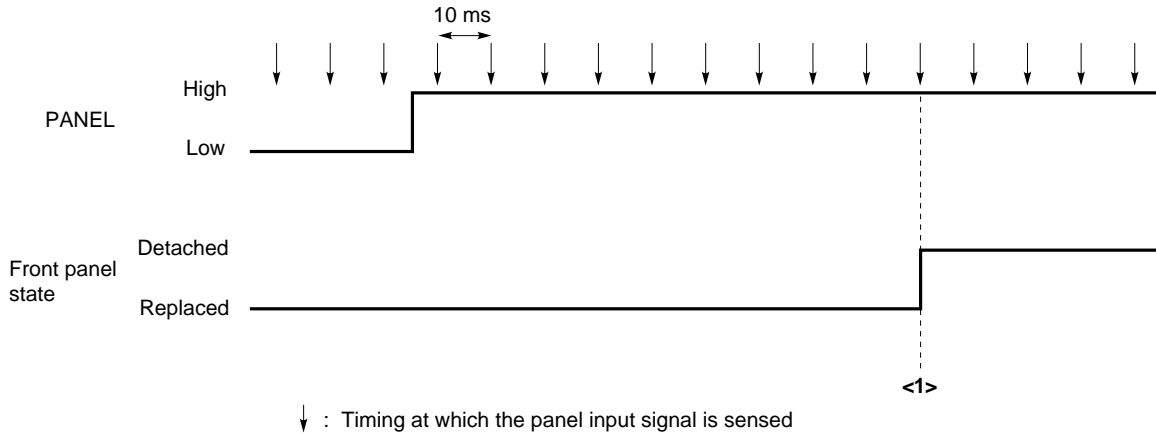 10 ms
High
PANEL
Low
Detached
Front panel
state
Replaced
<1>
: Timing at which the panel input signal is sensed